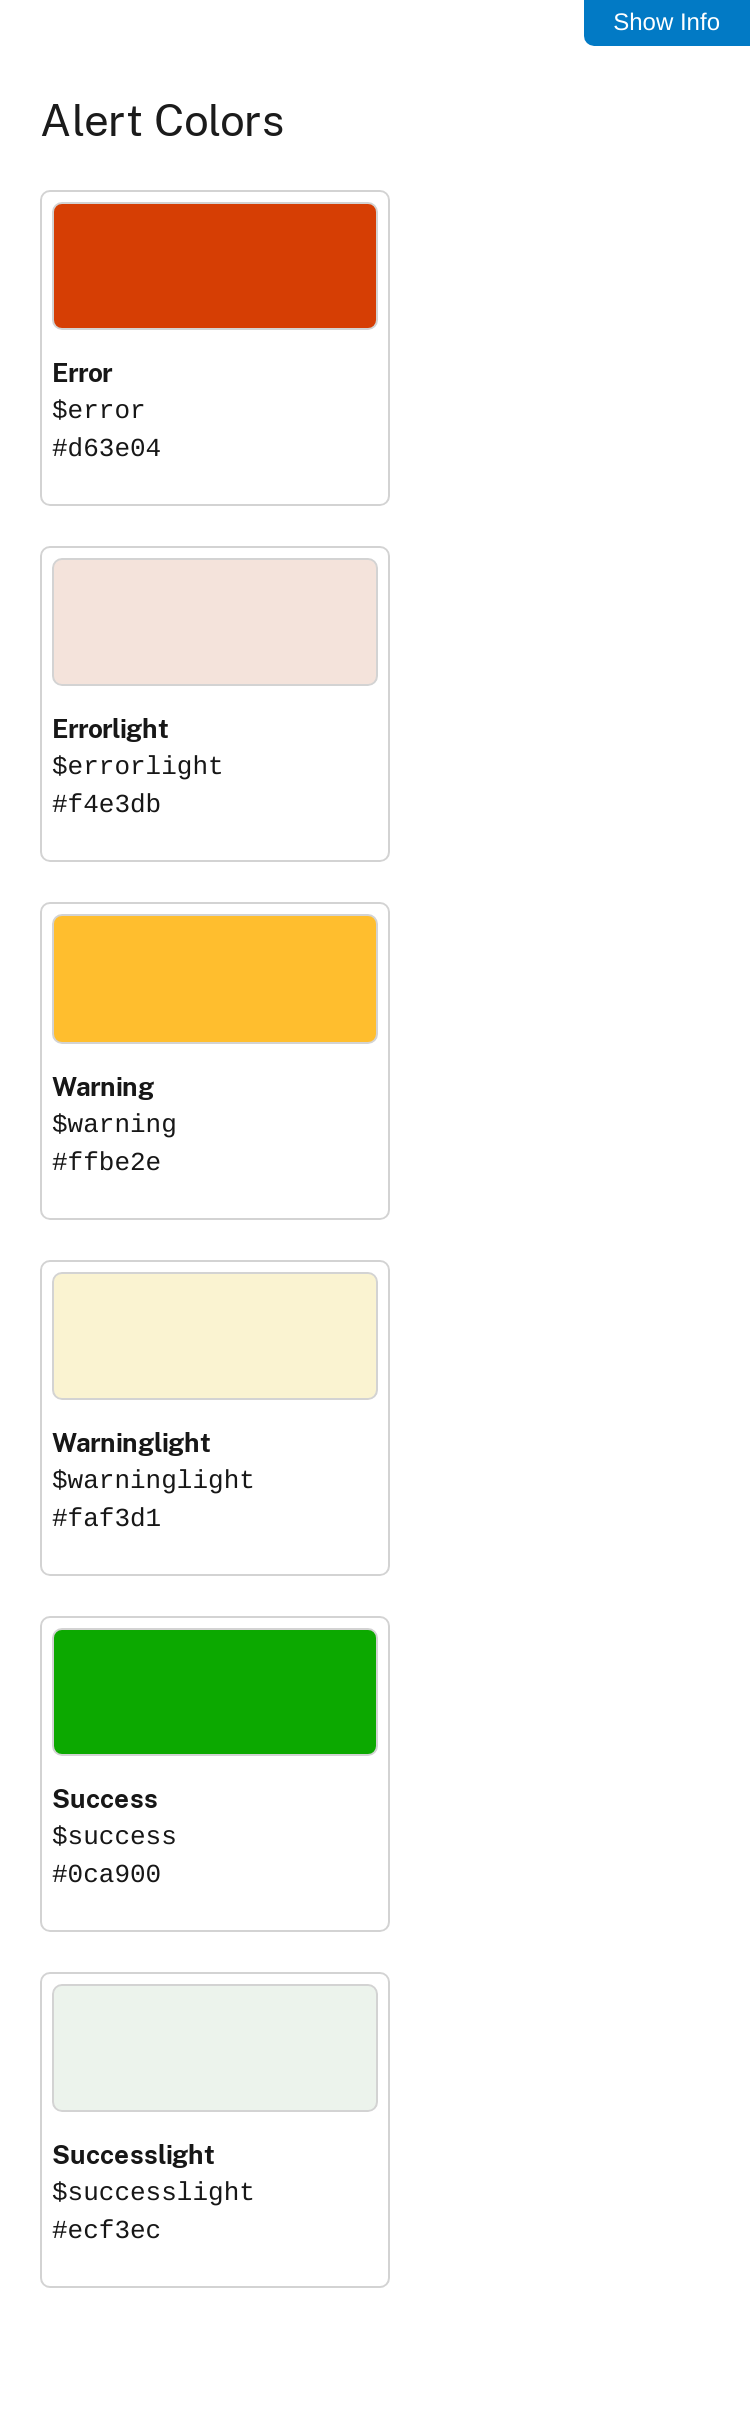 Show Info
Alert Colors
Error
$error
#d63e04
Errorlight
$errorlight
#f4e3db
Warning
$warning
#ffbe2e
Warninglight
$warninglight
#faf3d1
Success
$success
#0ca900
Successlight
$successlight
#ecf3ec